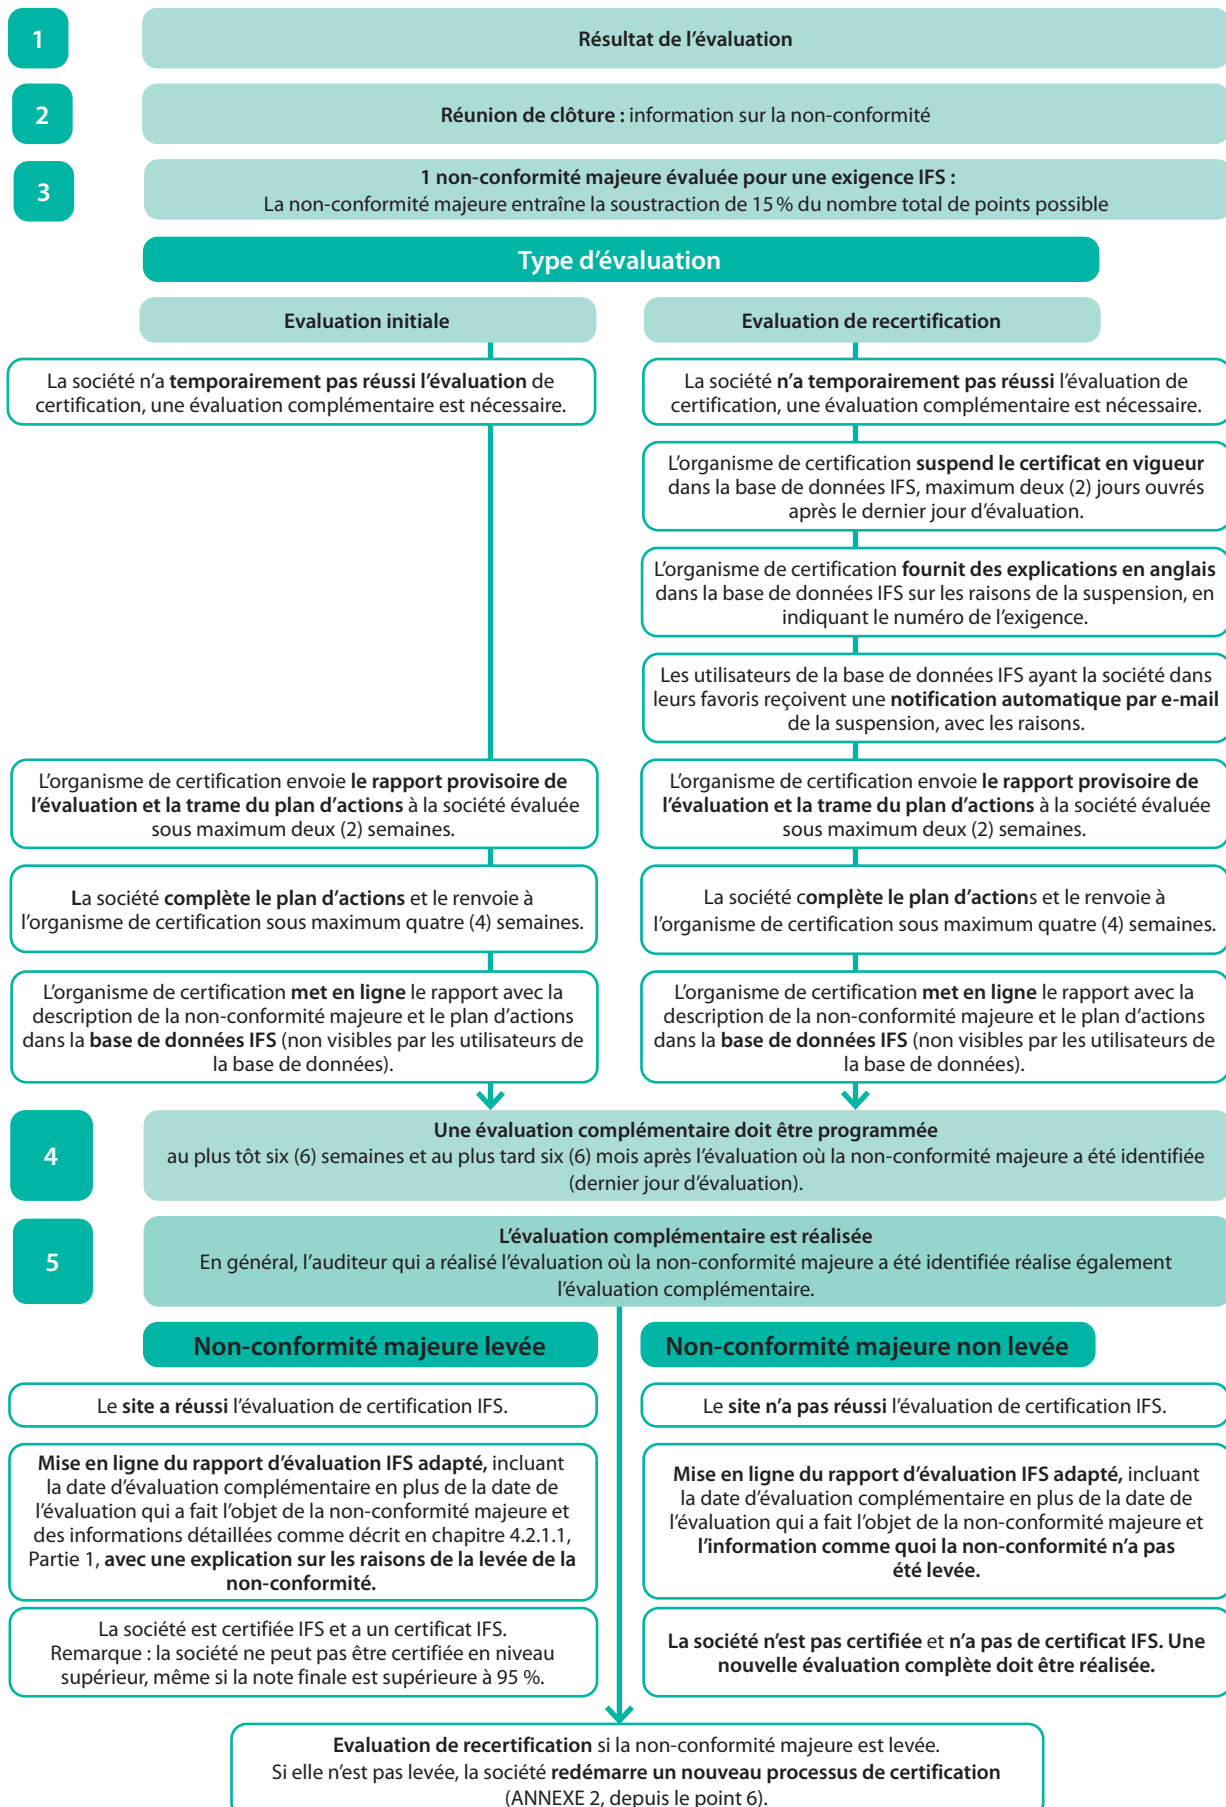 1
Résultat de l’évaluation
2
Réunion de clôture : information sur la non-conformité
3
1 non-conformité majeure évaluée pour une exigence IFS :
La non-conformité majeure entraîne la soustraction de 15 % du nombre total de points possible
Type d’évaluation
Evaluation initiale
La société n’a temporairement pas réussi l’évaluation de
certification, une évaluation complémentaire est nécessaire.
L’organisme de certification envoie le rapport provisoire de
l’évaluation et la trame du plan d’actions à la société évaluée
sous maximum deux (2) semaines.
La société complète le plan d’actions et le renvoie à
l’organisme de certification sous maximum quatre (4) semaines.
L’organisme de certification met en ligne le rapport avec la
description de la non-conformité majeure et le plan d’actions
dans la base de données IFS (non visibles par les utilisateurs de
la base de données).
Evaluation de recertification
La société n’a temporairement pas réussi l’évaluation de
certification, une évaluation complémentaire est nécessaire.
L’organisme de certification suspend le certificat en vigueur
dans la base de données IFS, maximum deux (2) jours ouvrés
après le dernier jour d’évaluation.
L’organisme de certification fournit des explications en anglais
dans la base de données IFS sur les raisons de la suspension, en
indiquant le numéro de l’exigence.
Les utilisateurs de la base de données IFS ayant la société dans
leurs favoris reçoivent une notification automatique par e-mail
de la suspension, avec les raisons.
L’organisme de certification envoie le rapport provisoire de
l’évaluation et la trame du plan d’actions à la société évaluée
sous maximum deux (2) semaines.
La société complète le plan d’actions et le renvoie à
l’organisme de certification sous maximum quatre (4) semaines.
L’organisme de certification met en ligne le rapport avec la
description de la non-conformité majeure et le plan d’actions
dans la base de données IFS (non visibles par les utilisateurs de
la base de données).
4
Une évaluation complémentaire doit être programmée
au plus tôt six (6) semaines et au plus tard six (6) mois après l’évaluation où la non-conformité majeure a été identifiée
(dernier jour d’évaluation).
5
L’évaluation complémentaire est réalisée
En général, l’auditeur qui a réalisé l’évaluation où la non-conformité majeure a été identifiée réalise également
l’évaluation complémentaire.
Non-conformité majeure levée
Le site a réussi l’évaluation de certification IFS.
Mise en ligne du rapport d’évaluation IFS adapté, incluant
la date d’évaluation complémentaire en plus de la date de
l’évaluation qui a fait l’objet de la non-conformité majeure et
des informations détaillées comme décrit en chapitre 4.2.1.1,
Partie 1, avec une explication sur les raisons de la levée de la
non-conformité.
La société est certifiée IFS et a un certificat IFS.
Remarque : la société ne peut pas être certifiée en niveau
supérieur, même si la note finale est supérieure à 95 %.
Non-conformité majeure non levée
Le site n’a pas réussi l’évaluation de certification IFS.
Mise en ligne du rapport d’évaluation IFS adapté, incluant
la date d’évaluation complémentaire en plus de la date de
l’évaluation qui a fait l’objet de la non-conformité majeure et
l’information comme quoi la non-conformité n’a pas
été levée.
La société n’est pas certifiée et n’a pas de certificat IFS. Une
nouvelle évaluation complète doit être réalisée.
Evaluation de recertification si la non-conformité majeure est levée.
Si elle n’est pas levée, la société redémarre un nouveau processus de certification
(ANNEXE 2, depuis le point 6).